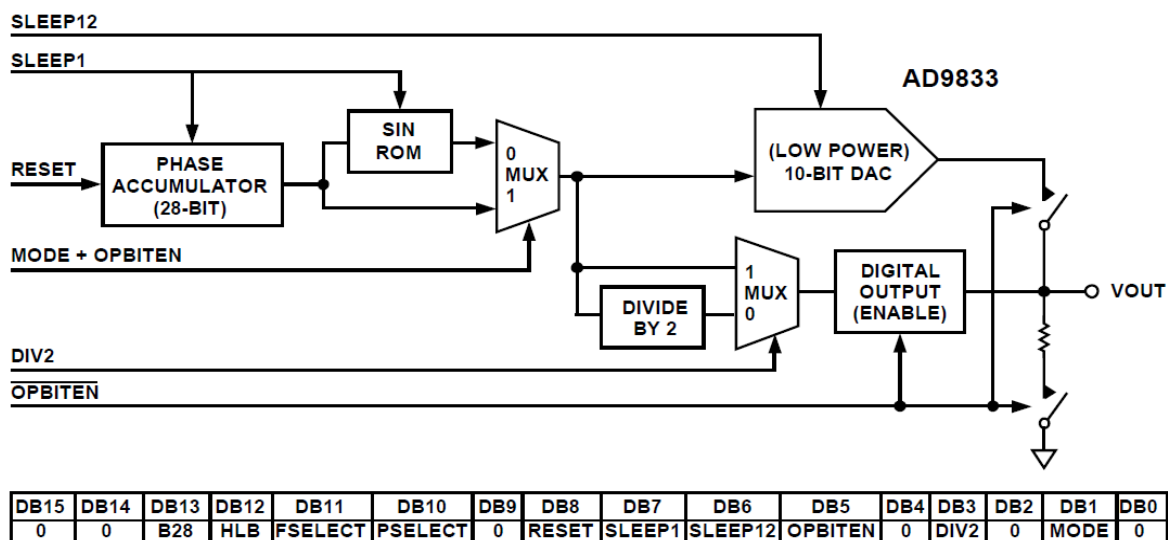 SLEEP12
SLEEP1
AD9833
RESET
PHASE
ACCUMULATOR
(28-BIT)
SIN
ROM
0
MUX
1
(LOW POWER)
10-BIT DAC
MODE + OPBITEN
1
MUX
0
DIVIDE
BY 2
DIGITAL
OUTPUT
(ENABLE)
VOUT
DIV2
OPBITEN
DB15 DB14 DB13 DB12 DB11 DB10 DB9 DB8 DB7 DB6 DB5 DB4 DB3 DB2 DB1 DB0
0 0 B28 HLB FSELECT PSELECT 0 RESET SLEEP1 SLEEP12 OPBITEN 0 DIV2 0 MODE 0